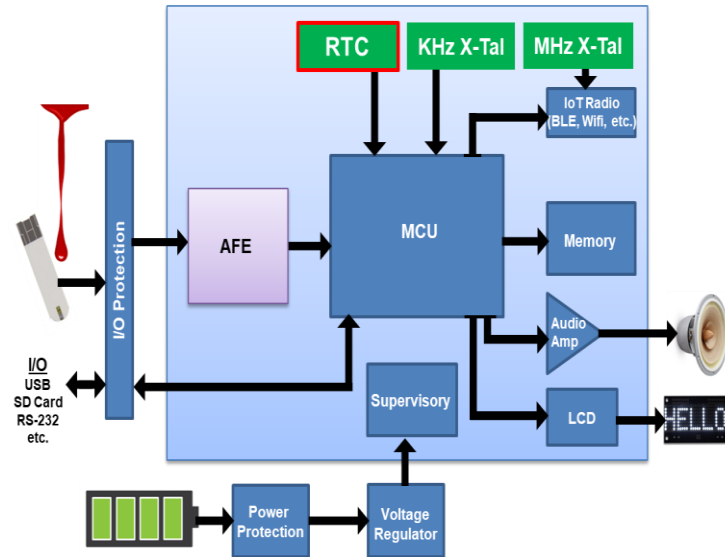 RTC
KHz X-Tal
MHz X-Tal
IoT Radio
(BLE, Wifi, etc.)
I/O Protection
AFE
MCU
Memory
Audio
Amp
I/O
USB
SD Card
RS-232
etc.
Supervisory
LCD
HELLO
Power
Protection
Voltage
Regulator